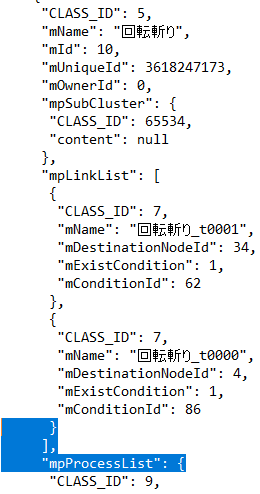 "CLASS_ID": 5,
"mName": "回転斬り",
"mId": 10,
"mUniqueId": 3618247173,
"mOwnerId": 0,
"mpSubCluster": {
"CLASS_ID": 65534,
"content": null
},
"mpLinkList": [
{
"CLASS_ID": 7,
"mName": "回転斬り_t0001",
"mDestinationNodeId": 34,
"mExistCondition": 1,
"mConditionId": 62
},
{
"CLASS_ID": 7,
"mName": "回転斬り_t0000",
"mDestinationNodeId": 4,
"mExistCondition": 1,
"mConditionId": 86
}
],
"mpProcessList": {
"CLASS_ID": 9,